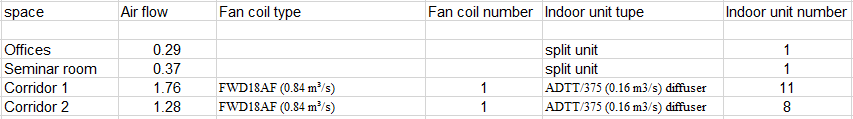 space Air flow Fan coil type Fan coil number Indoor unit tupe Indoor unit number
Offices 0.29 split unit 1
Seminar room 0.37 split unit 1
Corridor 1 1.76 FWD18AF (0.84 m³/s) 1 ADTT/375 (0.16 m3/s) diffuser 11
Corridor 2 1.28 FWD18AF (0.84 m³/s) 1 ADTT/375 (0.16 m3/s) diffuser 8